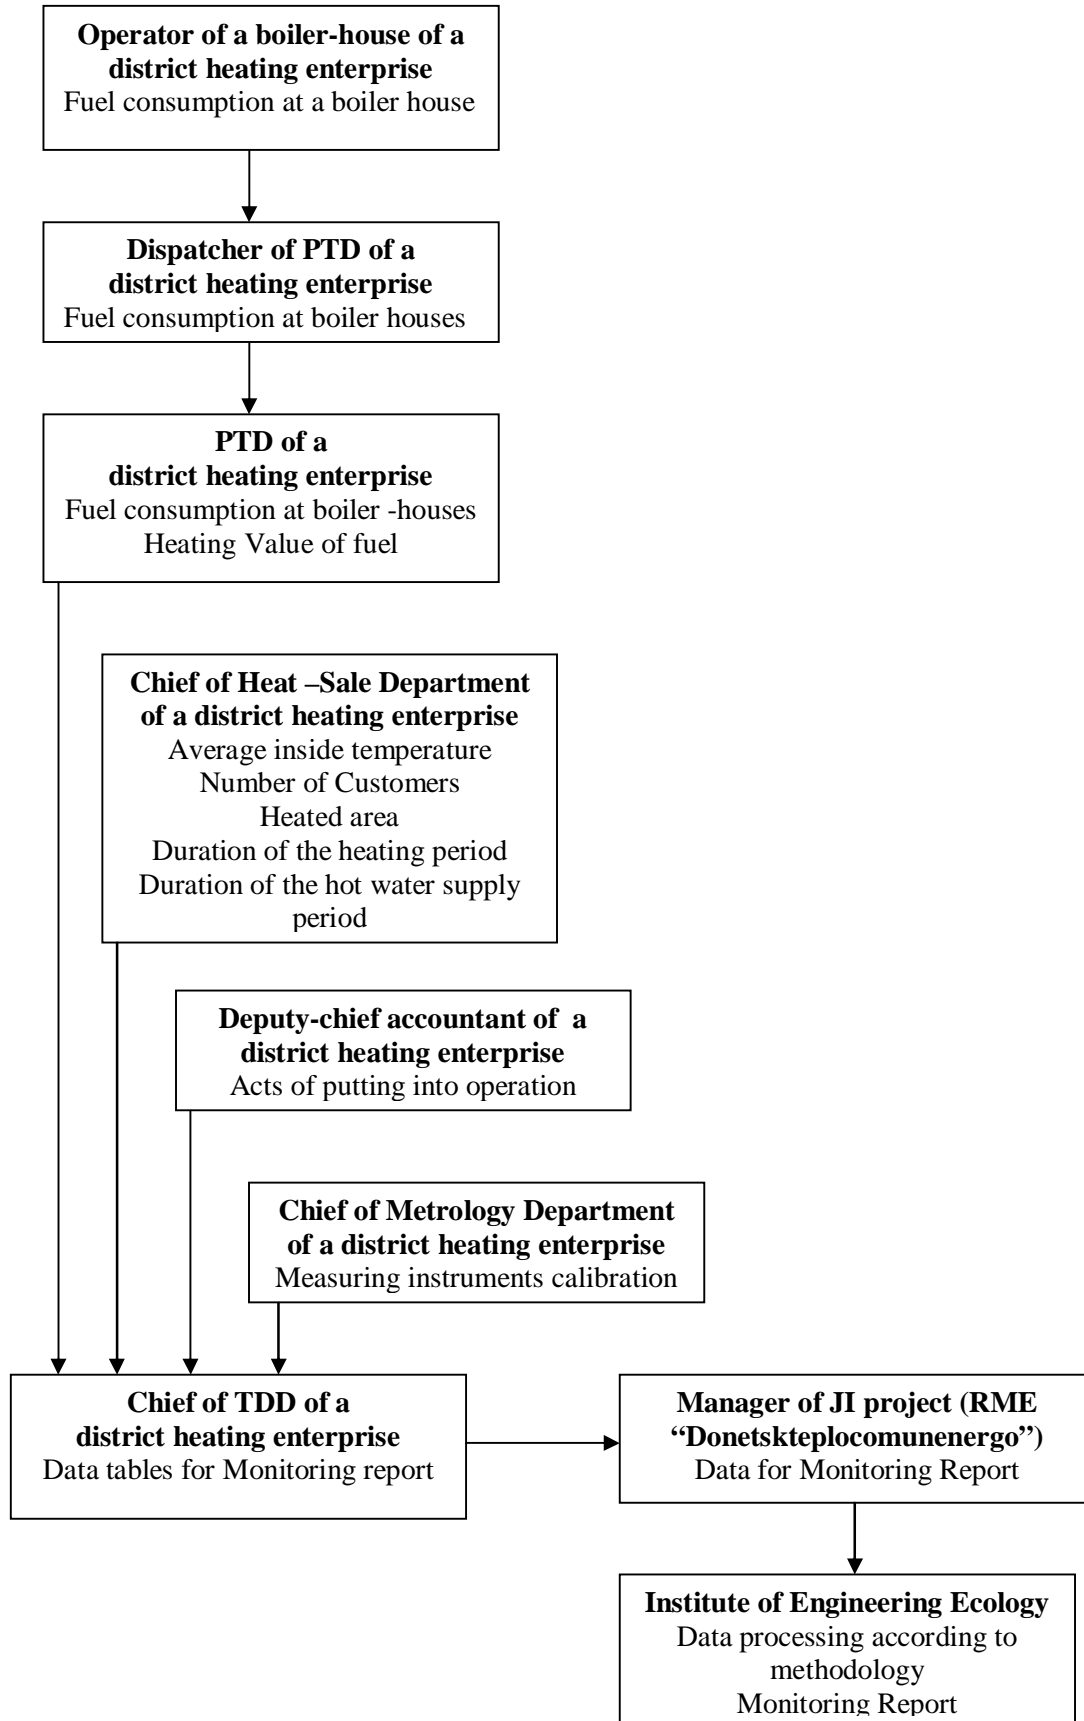 Operator of a boiler-house of a
district heating enterprise
Fuel consumption at a boiler house
Dispatcher of PTD of a
district heating enterprise
Fuel consumption at boiler houses
PTD of a
district heating enterprise
Fuel consumption at boiler -houses
Heating Value of fuel
Chief of Heat –Sale Department
of a district heating enterprise
Average inside temperature
Number of Customers
Heated area
Duration of the heating period
Duration of the hot water supply
period
Deputy-chief accountant of  a
district heating enterprise
Acts of putting into operation
Chief of Metrology Department
of a district heating enterprise
Measuring instruments calibration
Chief of TDD of a
district heating enterprise
Data tables for Monitoring report
Manager of JI project (RME
“Donetskteplocomunenergo”)
Data for Monitoring Report
Institute of Engineering Ecology
Data processing according to
methodology
Monitoring Report